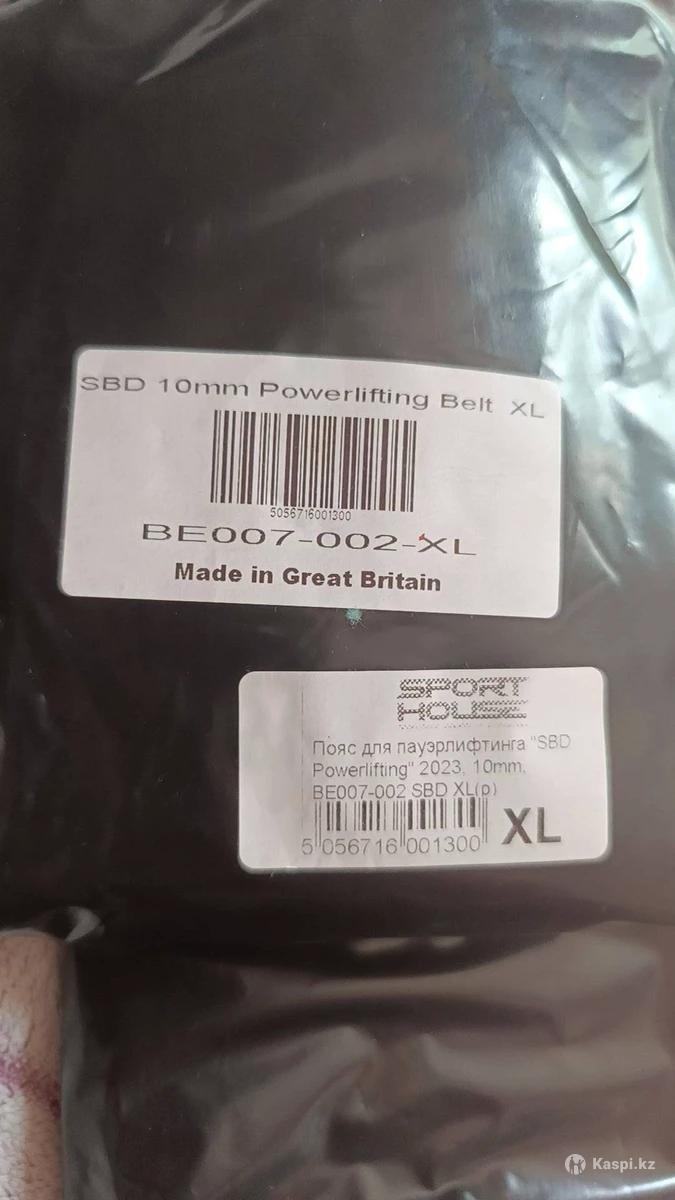 SBD 10mm Powerlifting Belt XL
5056716001300
BE007-002-XL
Made in Great Britain
SPORT
HOUSE
Пояс для пауэрлифтинга "SBD
Powerlifting" 2023, 10mm,
BE007-002 SBD XL(р)
5 056716 001300 XL
Kaspi.kz